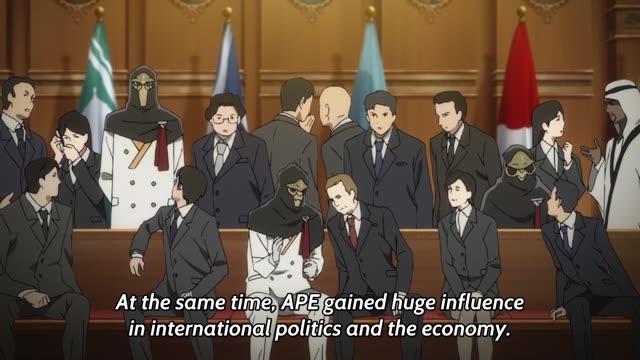 At the same time, APE gained huge influence
in international politics and the economy.